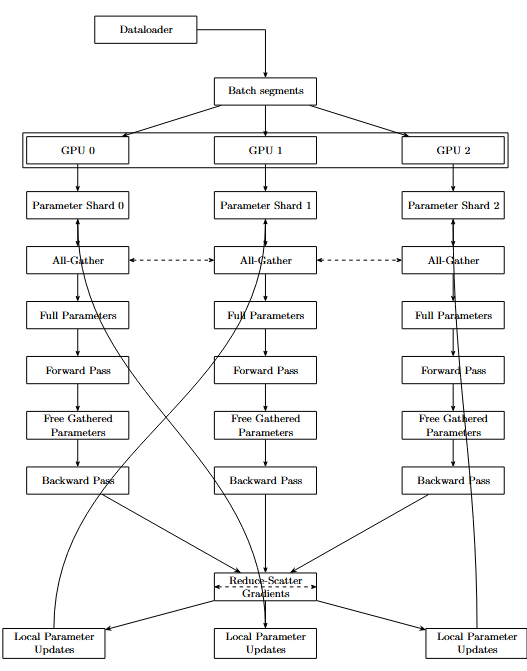 Dataloader
Batch segments
GPU 0
GPU 1
GPU 2
Parameter Shard 0
Parameter Shard 1
Parameter Shard 2
All-Gather
All-Gather
All-Gather
Full Parameters
Full Parameters
Full Parameters
Forward Pass
Forward Pass
Forward Pass
Free Gathered
Parameters
Free Gathered
Parameters
Free Gathered
Parameters
Backward Pass
Backward Pass
Backward Pass
Reduce-Scatter
Gradients
Local Parameter
Updates
Local Parameter
Updates
Local Parameter
Updates